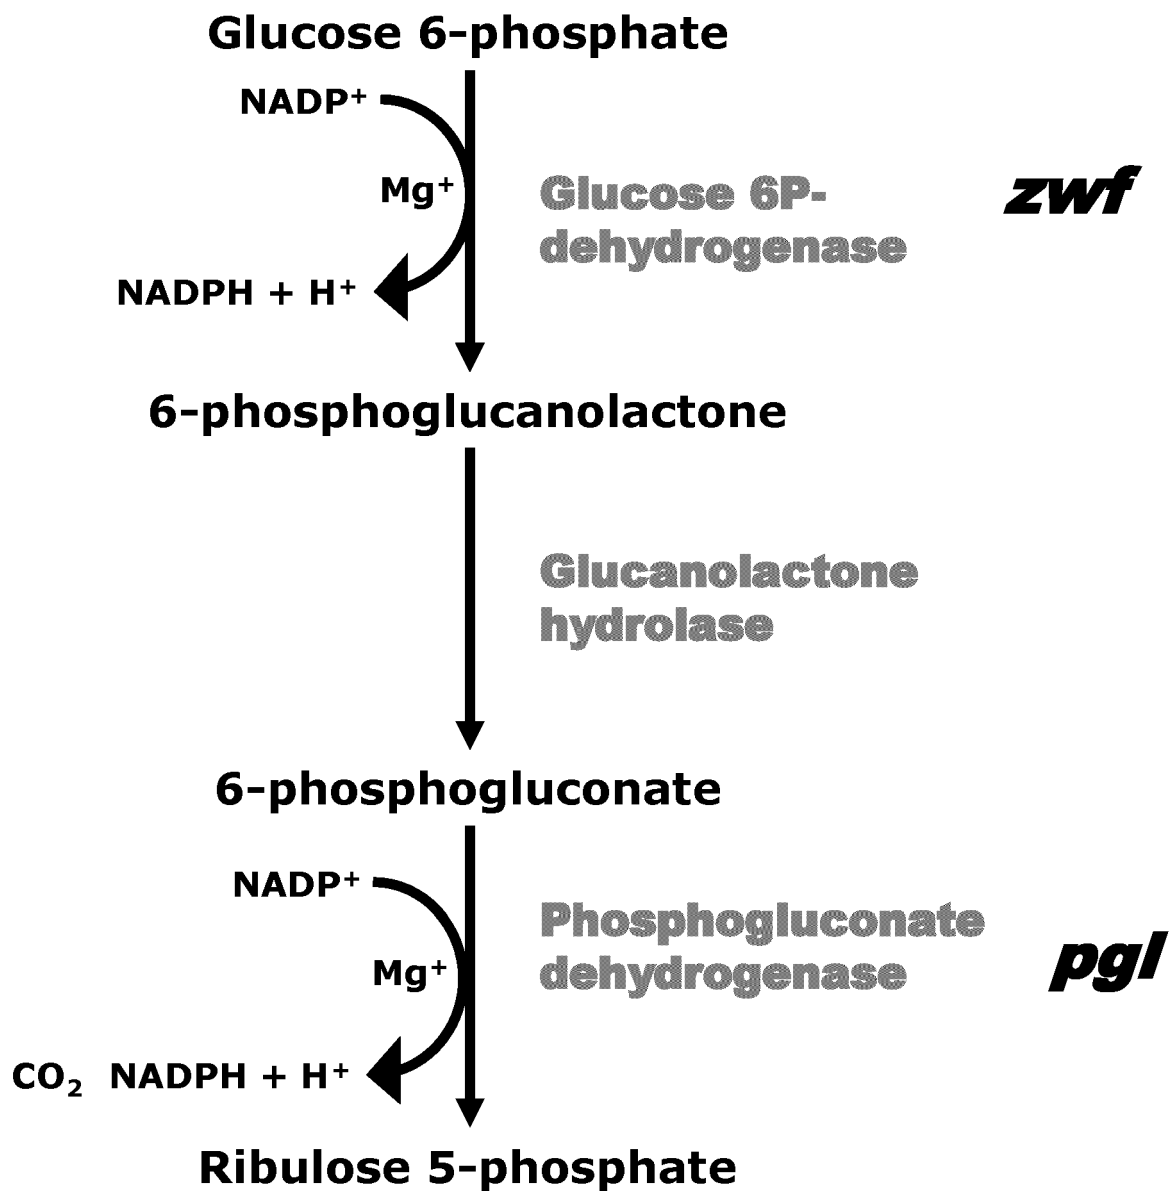 Glucose 6-phosphate
NADP⁺
Mg⁺
Glucose 6P-
dehydrogenase
zwf
NADPH + H⁺
6-phosphoglucanolactone
Glucanolactone
hydrolase
6-phosphogluconate
NADP⁺
Mg⁺
Phosphogluconate
dehydrogenase
pgl
CO₂ NADPH + H⁺
Ribulose 5-phosphate